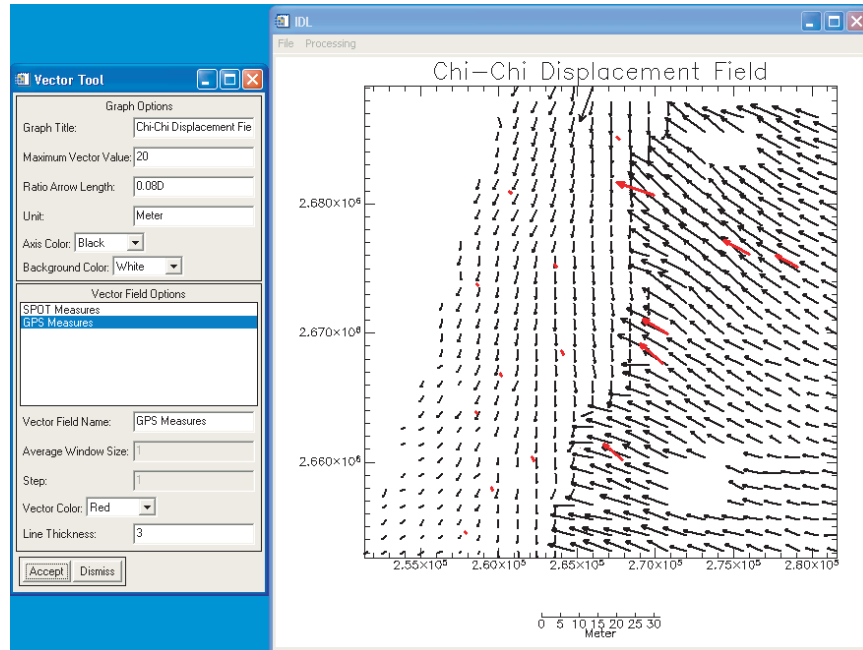 IDL
File Processing
Vector Tool
Graph Options
Graph Title: Chi-Chi Displacement Fie
Maximum Vector Value: 20
Ratio Arrow Length: 0.08D
Unit: Meter
Axis Color: Black
Background Color: White
Vector Field Options
SPOT Measures
GPS Measures
Vector Field Name: GPS Measures
Average Window Size: 1
Step: 1
Vector Color: Red
Line Thickness: 3
Accept Dismiss
Chi-Chi Displacement Field
2.680×10⁶
2.670×10⁶
2.660×10⁶
2.55×10⁵ 2.60×10⁵ 2.65×10⁵ 2.70×10⁵ 2.75×10⁵ 2.80×10⁵
0 5 10 15 20 25 30
Meter